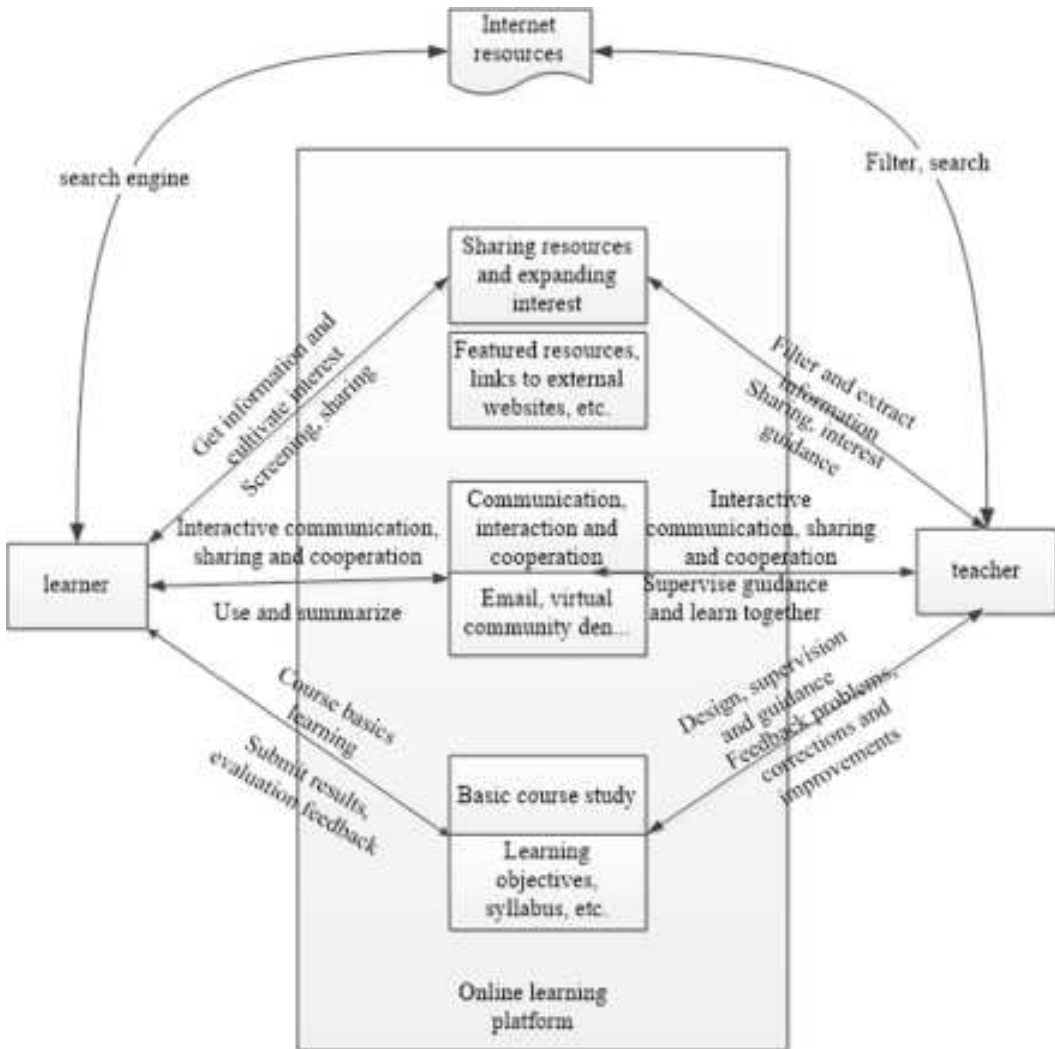 Internet
resources
search engine
Filter, search
Sharing resources
and expanding
interest
Featured resources,
links to external
websites, etc.
Get information and
cultivate interest
Screening, sharing
Filter and extract
information
Sharing, interest
guidance
Communication,
interaction and
cooperation
Email, virtual
community den...
Interactive communication,
sharing and cooperation
Use and summarize
Interactive
communication, sharing
and cooperation
Supervise guidance
and learn together
learner
teacher
Course basics
learning
Submit results,
evaluation feedback
Design, supervision
and guidance
Feedback problems,
corrections and
improvements
Basic course study
Learning
objectives,
syllabus, etc.
Online learning
platform